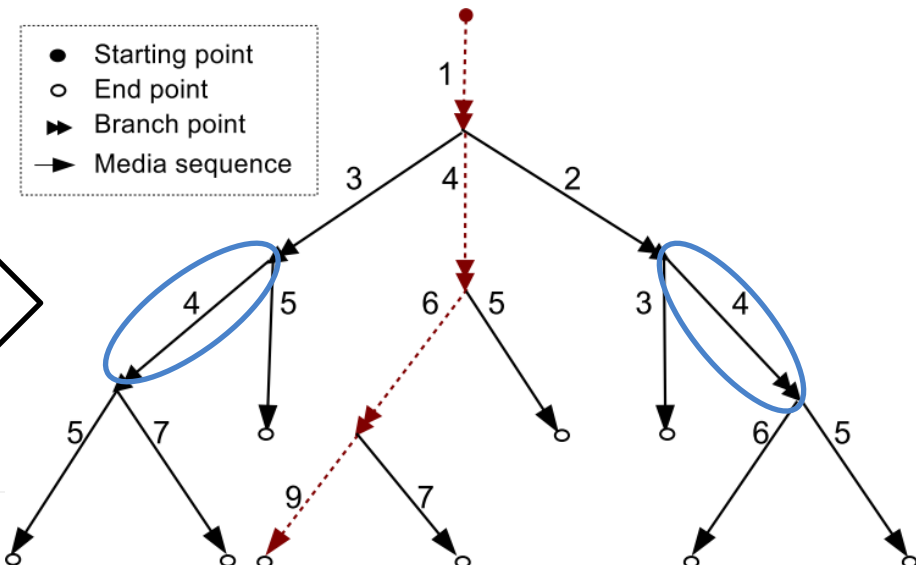 Starting point
End point
Branch point
Media sequence
1
3 4 2
4 5 6 5 3 4
5 7 6 5
9 7